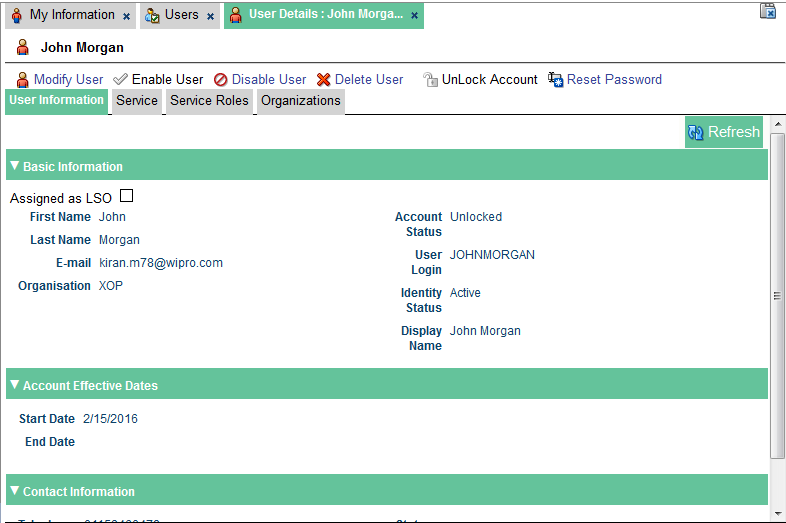 My Information x Users x User Details : John Morga... x
John Morgan
Modify User Enable User Disable User Delete User UnLock Account Reset Password
User Information Service Service Roles Organizations
Refresh
Basic Information
Assigned as LSO
First Name John
Last Name Morgan
E-mail kiran.m78@wipro.com
Organisation XOP
Account Status Unlocked
User Login JOHNMORGAN
Identity Status Active
Display Name John Morgan
Account Effective Dates
Start Date 2/15/2016
End Date
Contact Information